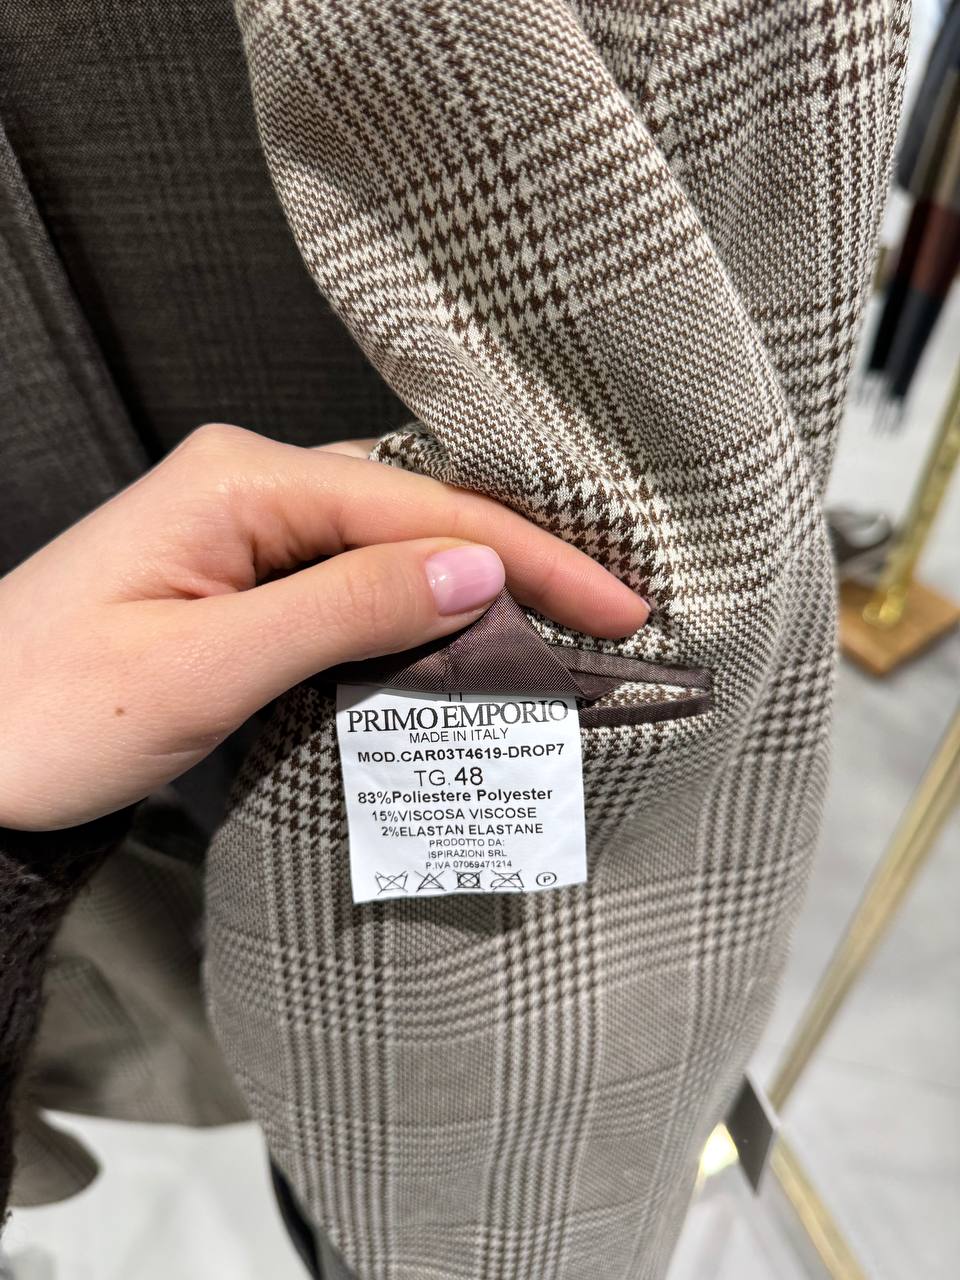 PRIMO EMPORIO
MADE IN ITALY
MOD.CAR03T4619-DROP7
TG.48
83%Poliestere Polyester
15%VISCOSA VISCOSE
2%ELASTAN ELASTANE
PRODOTTO DA:
ISPIRAZIONI SRL
P.IVA 07069471214
P